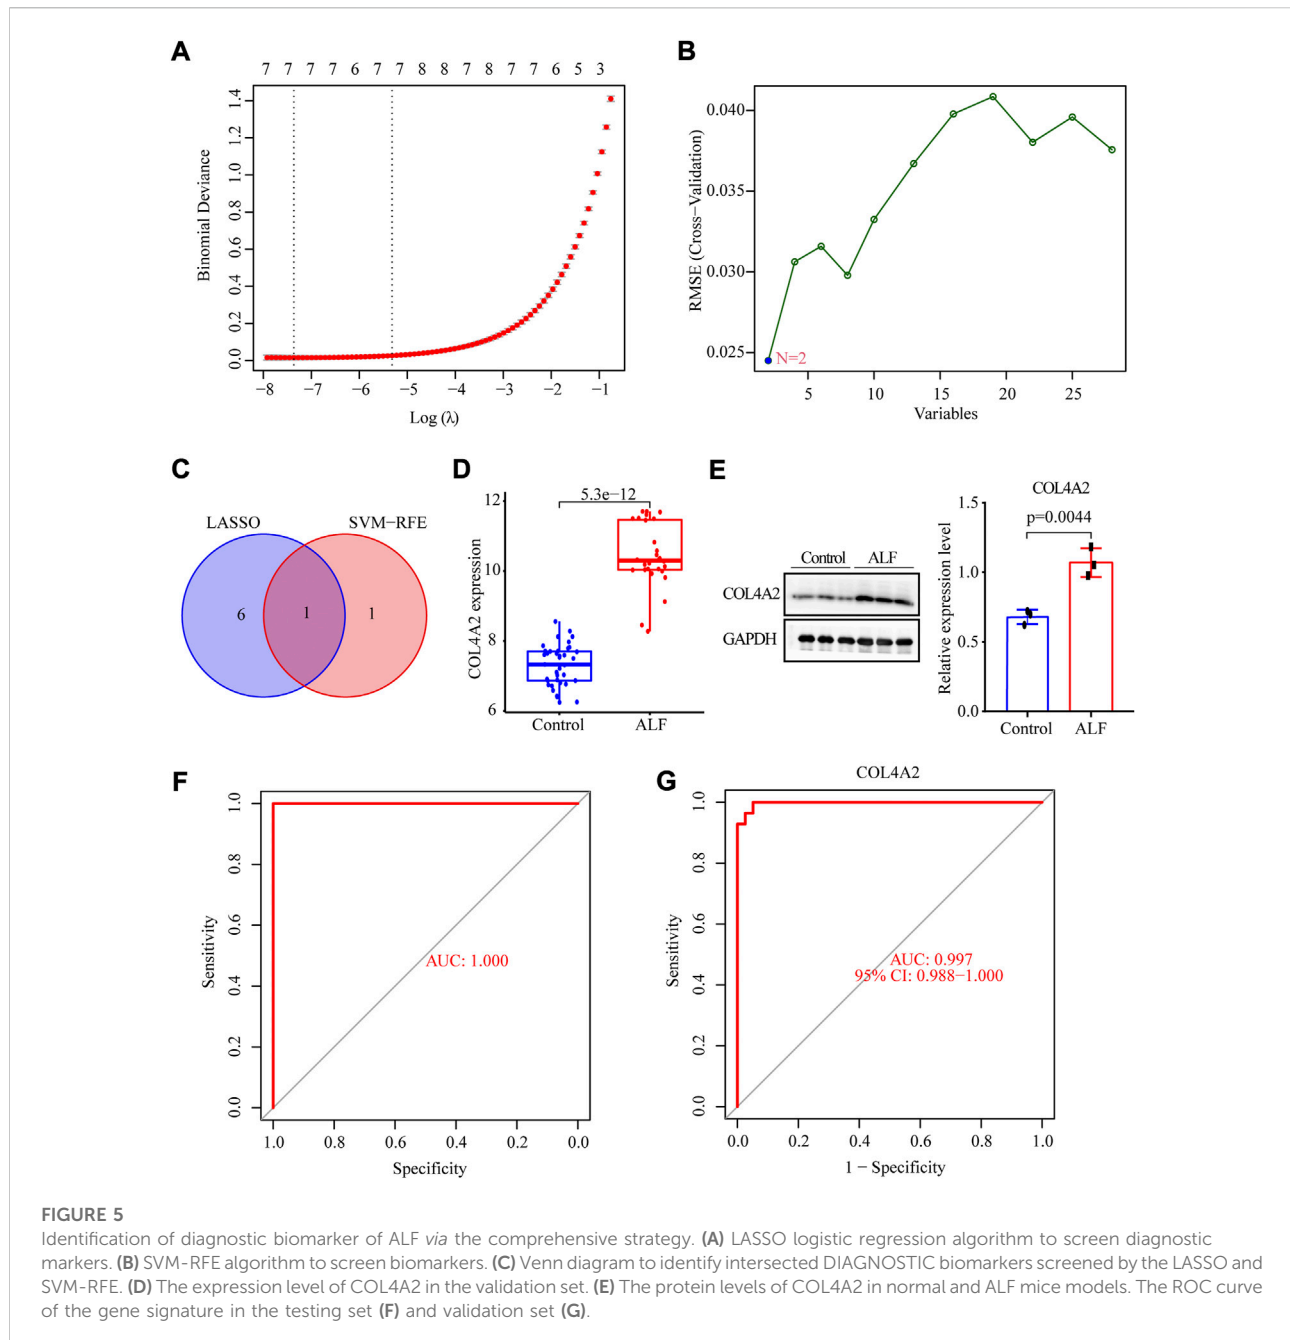 A
7 7 7 7 6 7 7 8 8 7 8 7 7 6 5 3
1.4
1.2
1.0
0.8
0.6
0.4
0.2
0.0
Binomial Deviance
−8 −7 −6 −5 −4 −3 −2 −1
Log (λ)
B
0.040
0.035
0.030
0.025
RMSE (Cross−Validation)
N=2
5 10 15 20 25
Variables
C
LASSO SVM−RFE
6 1 1
D
5.3e−12
12
10
8
6
COL4A2 expression
Control ALF
E
Control ALF
COL4A2
GAPDH
COL4A2
p=0.0044
1.5
1.0
0.5
0.0
Relative expression level
Control ALF
F
1.0
0.8
0.6
0.4
0.2
0.0
Sensitivity
AUC: 1.000
1.0 0.8 0.6 0.4 0.2 0.0
Specificity
G
COL4A2
1.0
0.8
0.6
0.4
0.2
0.0
Sensitivity
AUC: 0.997
95% CI: 0.988−1.000
0.0 0.2 0.4 0.6 0.8 1.0
1 − Specificity
FIGURE 5
Identification of diagnostic biomarker of ALF via the comprehensive strategy. (A) LASSO logistic regression algorithm to screen diagnostic
markers. (B) SVM-RFE algorithm to screen biomarkers. (C) Venn diagram to identify intersected DIAGNOSTIC biomarkers screened by the LASSO and
SVM-RFE. (D) The expression level of COL4A2 in the validation set. (E) The protein levels of COL4A2 in normal and ALF mice models. The ROC curve
of the gene signature in the testing set (F) and validation set (G).